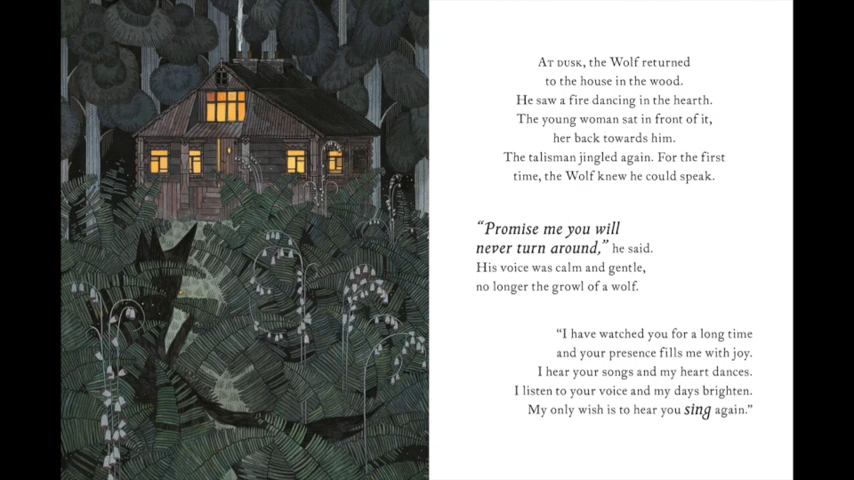 At dusk, the Wolf returned
to the house in the wood.
He saw a fire dancing in the hearth.
The young woman sat in front of it,
her back towards him.
The talisman jingled again. For the first
time, the Wolf knew he could speak.
“Promise me you will
never turn around,” he said.
His voice was calm and gentle,
no longer the growl of a wolf.
“I have watched you for a long time
and your presence fills me with joy.
I hear your songs and my heart dances.
I listen to your voice and my days brighten.
My only wish is to hear you sing again.”